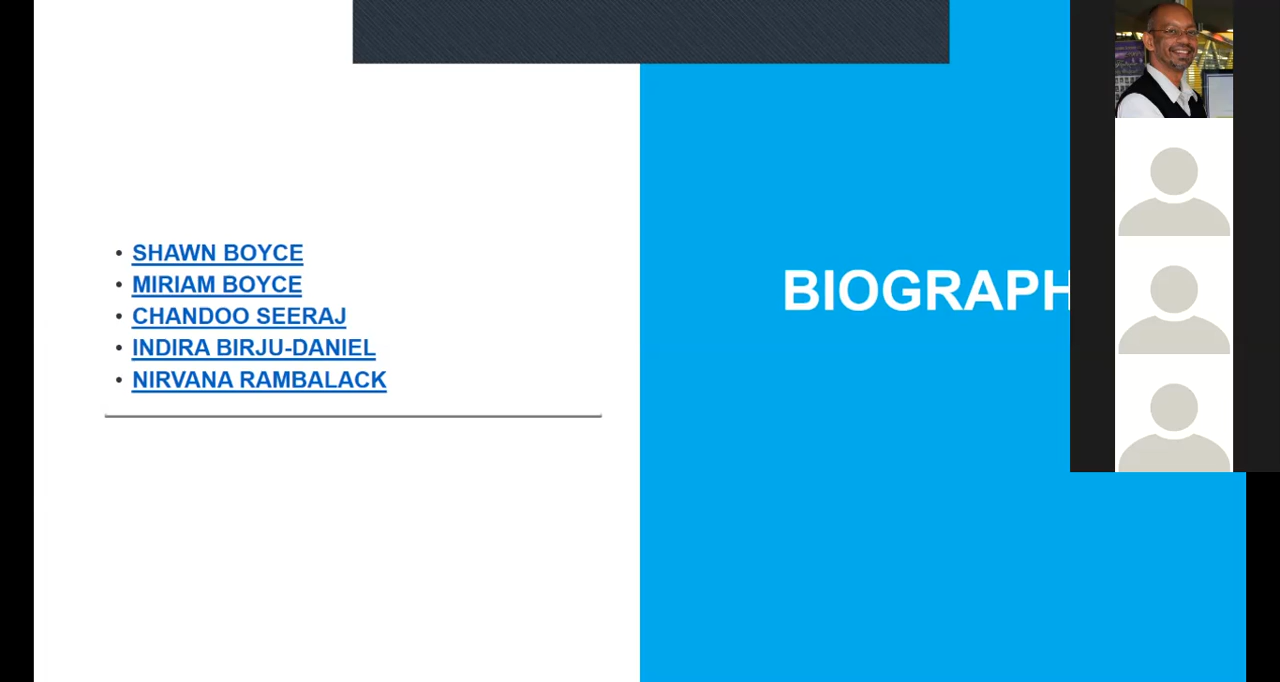 SHAWN BOYCE
MIRIAM BOYCE
CHANDOO SEERAJ
INDIRA BIRJU-DANIEL
NIRVANA RAMBALACK
BIOGRAPH